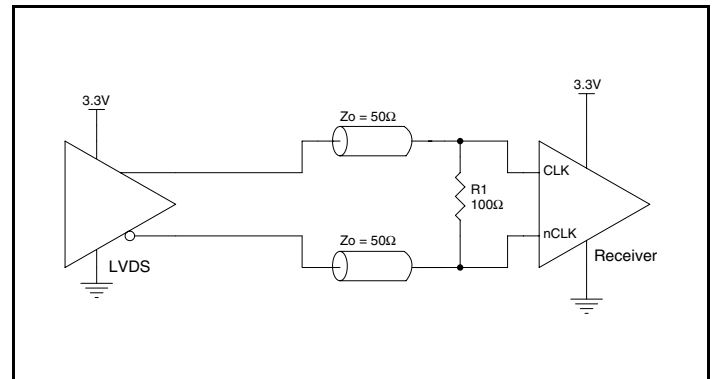 3.3V
3.3V
Zo = 50Ω
CLK
R1
100Ω
nCLK
Zo = 50Ω
Receiver
LVDS